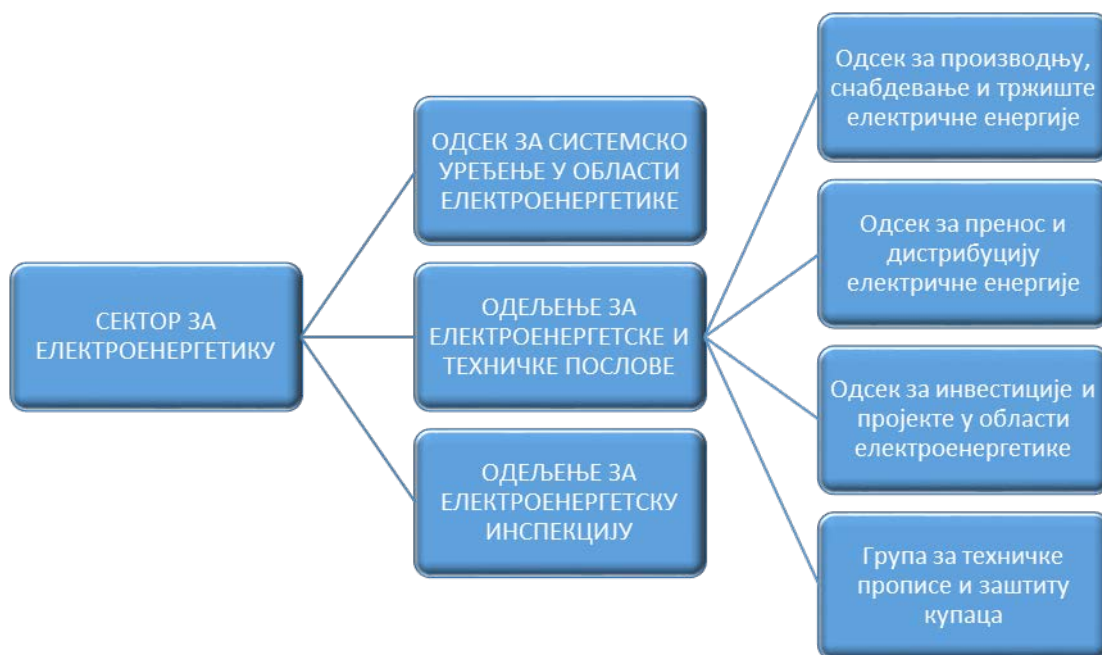 СЕКТОР ЗА
ЕЛЕКТРОЕНЕРГЕТИКУ
ОДСЕК ЗА СИСТЕМСКО
УРЕЂЕЊЕ У ОБЛАСТИ
ЕЛЕКТРОЕНЕРГЕТИКЕ
ОДЕЉЕЊЕ ЗА
ЕЛЕКТРОЕНЕРГЕТСКЕ И
ТЕХНИЧКЕ ПОСЛОВЕ
ОДЕЉЕЊЕ ЗА
ЕЛЕКТРОЕНЕРГЕТСКУ
ИНСПЕКЦИЈУ
Одсек за производњу,
снабдевање и тржиште
електричне енергије
Одсек за пренос и
дистрибуцију
електричне енергије
Одсек за инвестиције и
пројекте у области
електроенергетике
Група за техничке
прописе и заштиту
купаца